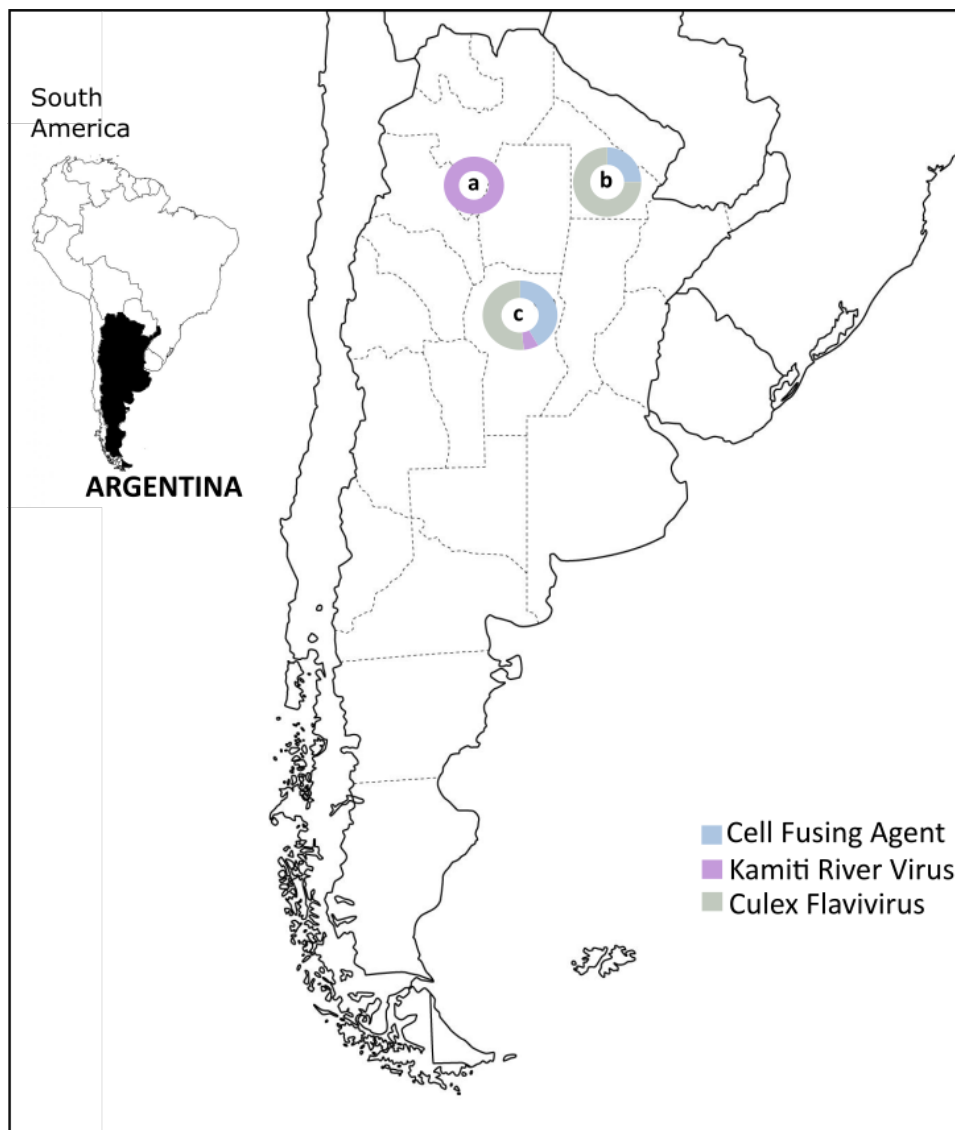 South
America
ARGENTINA
a
b
c
Cell Fusing Agent
Kamiti River Virus
Culex Flavivirus